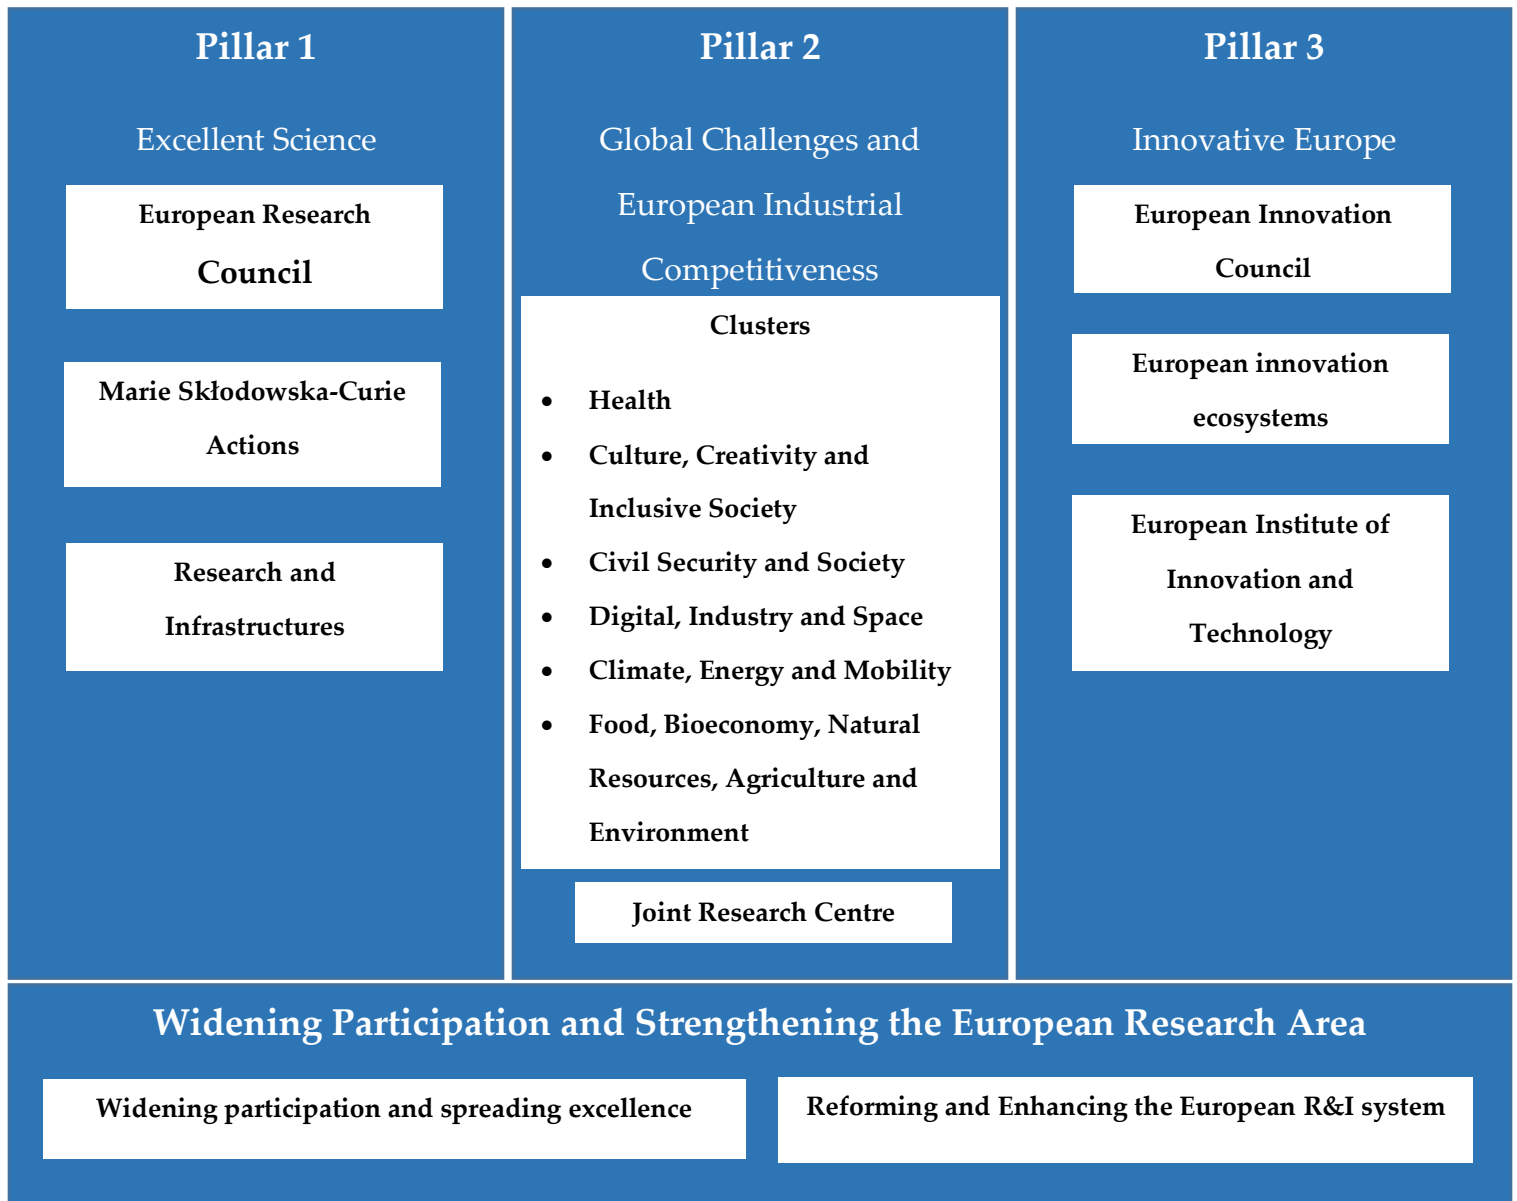 Pillar 1
Excellent Science
European Research
Council
Marie Skłodowska-Curie
Actions
Research and
Infrastructures
Pillar 2
Global Challenges and
European Industrial
Competitiveness
Clusters
• Health
• Culture, Creativity and
Inclusive Society
• Civil Security and Society
• Digital, Industry and Space
• Climate, Energy and Mobility
• Food, Bioeconomy, Natural
Resources, Agriculture and
Environment
Joint Research Centre
Pillar 3
Innovative Europe
European Innovation
Council
European innovation
ecosystems
European Institute of
Innovation and
Technology
Widening Participation and Strengthening the European Research Area
Widening participation and spreading excellence
Reforming and Enhancing the European R&I system